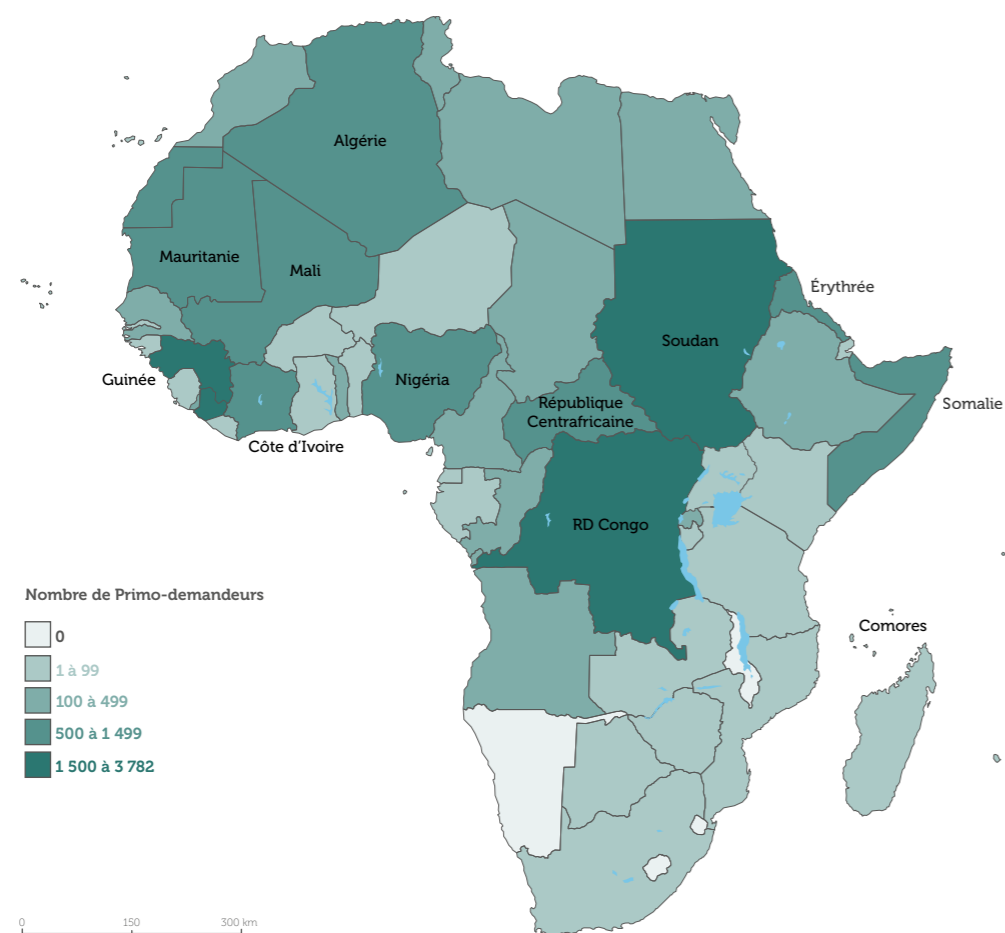 Algérie
Mauritanie
Mali
Érythrée
Soudan
Guinée
Nigéria
Somalie
République
Centrafricaine
Côte d'Ivoire
RD Congo
Nombre de Primo-demandeurs
0
1 à 99
100 à 499
500 à 1 499
1 500 à 3 782
Comores
0 150 300 km